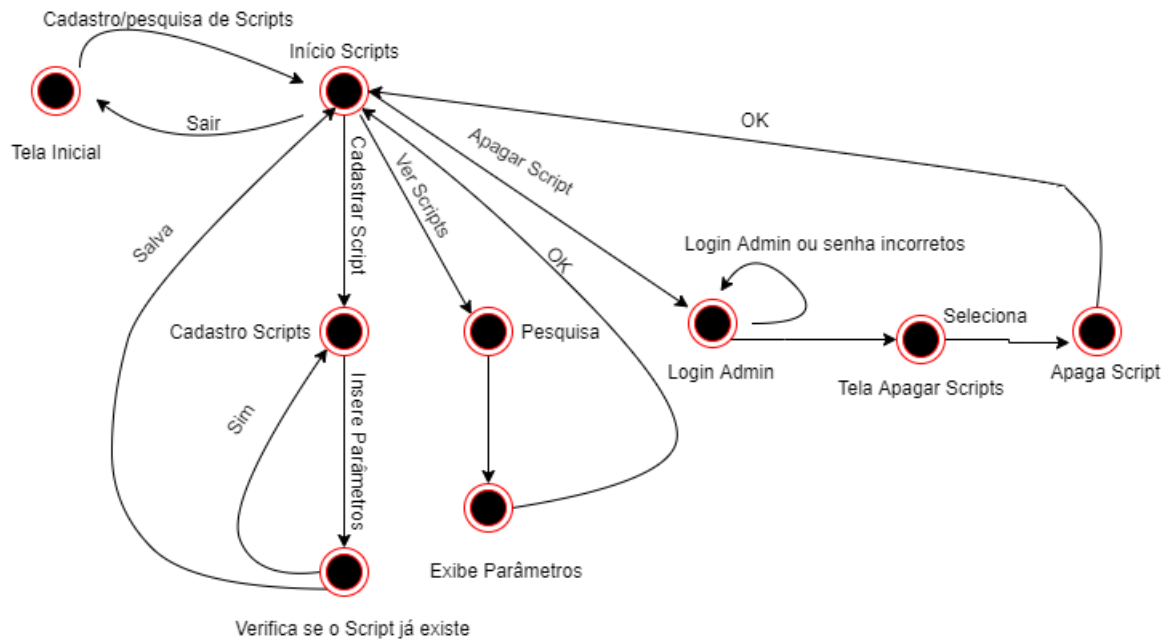 Cadastro/pesquisa de Scripts
Início Scripts
Sair
Tela Inicial
OK
Apagar Script
Cadastrar Script
Ver Scripts
Salva
OK
Login Admin ou senha incorretos
Cadastro Scripts
Pesquisa
Seleciona
Login Admin
Tela Apagar Scripts
Apaga Script
Sim
Insere Parâmetros
Exibe Parâmetros
Verifica se o Script já existe